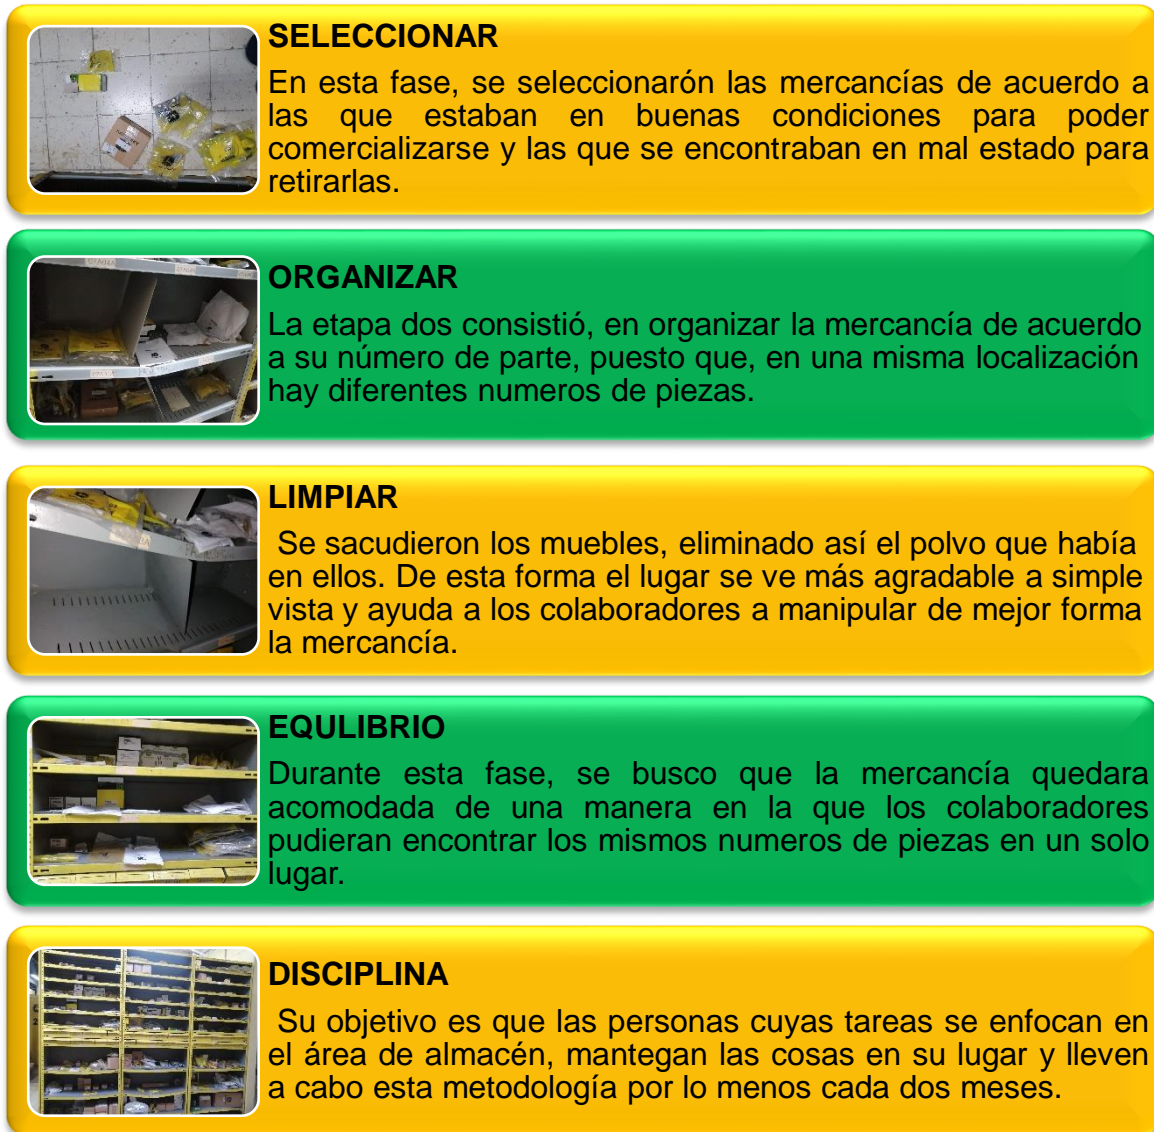 SELECCIONAR
En esta fase, se seleccionarón las mercancías de acuerdo a
las que estaban en buenas condiciones para poder
comercializarse y las que se encontraban en mal estado para
retirarlas.
ORGANIZAR
La etapa dos consistió, en organizar la mercancía de acuerdo
a su número de parte, puesto que, en una misma localización
hay diferentes numeros de piezas.
LIMPIAR
Se sacudieron los muebles, eliminado así el polvo que había
en ellos. De esta forma el lugar se ve más agradable a simple
vista y ayuda a los colaboradores a manipular de mejor forma
la mercancía.
EQULIBRIO
Durante esta fase, se busco que la mercancía quedara
acomodada de una manera en la que los colaboradores
pudieran encontrar los mismos numeros de piezas en un solo
lugar.
DISCIPLINA
Su objetivo es que las personas cuyas tareas se enfocan en
el área de almacén, mantegan las cosas en su lugar y lleven
a cabo esta metodología por lo menos cada dos meses.